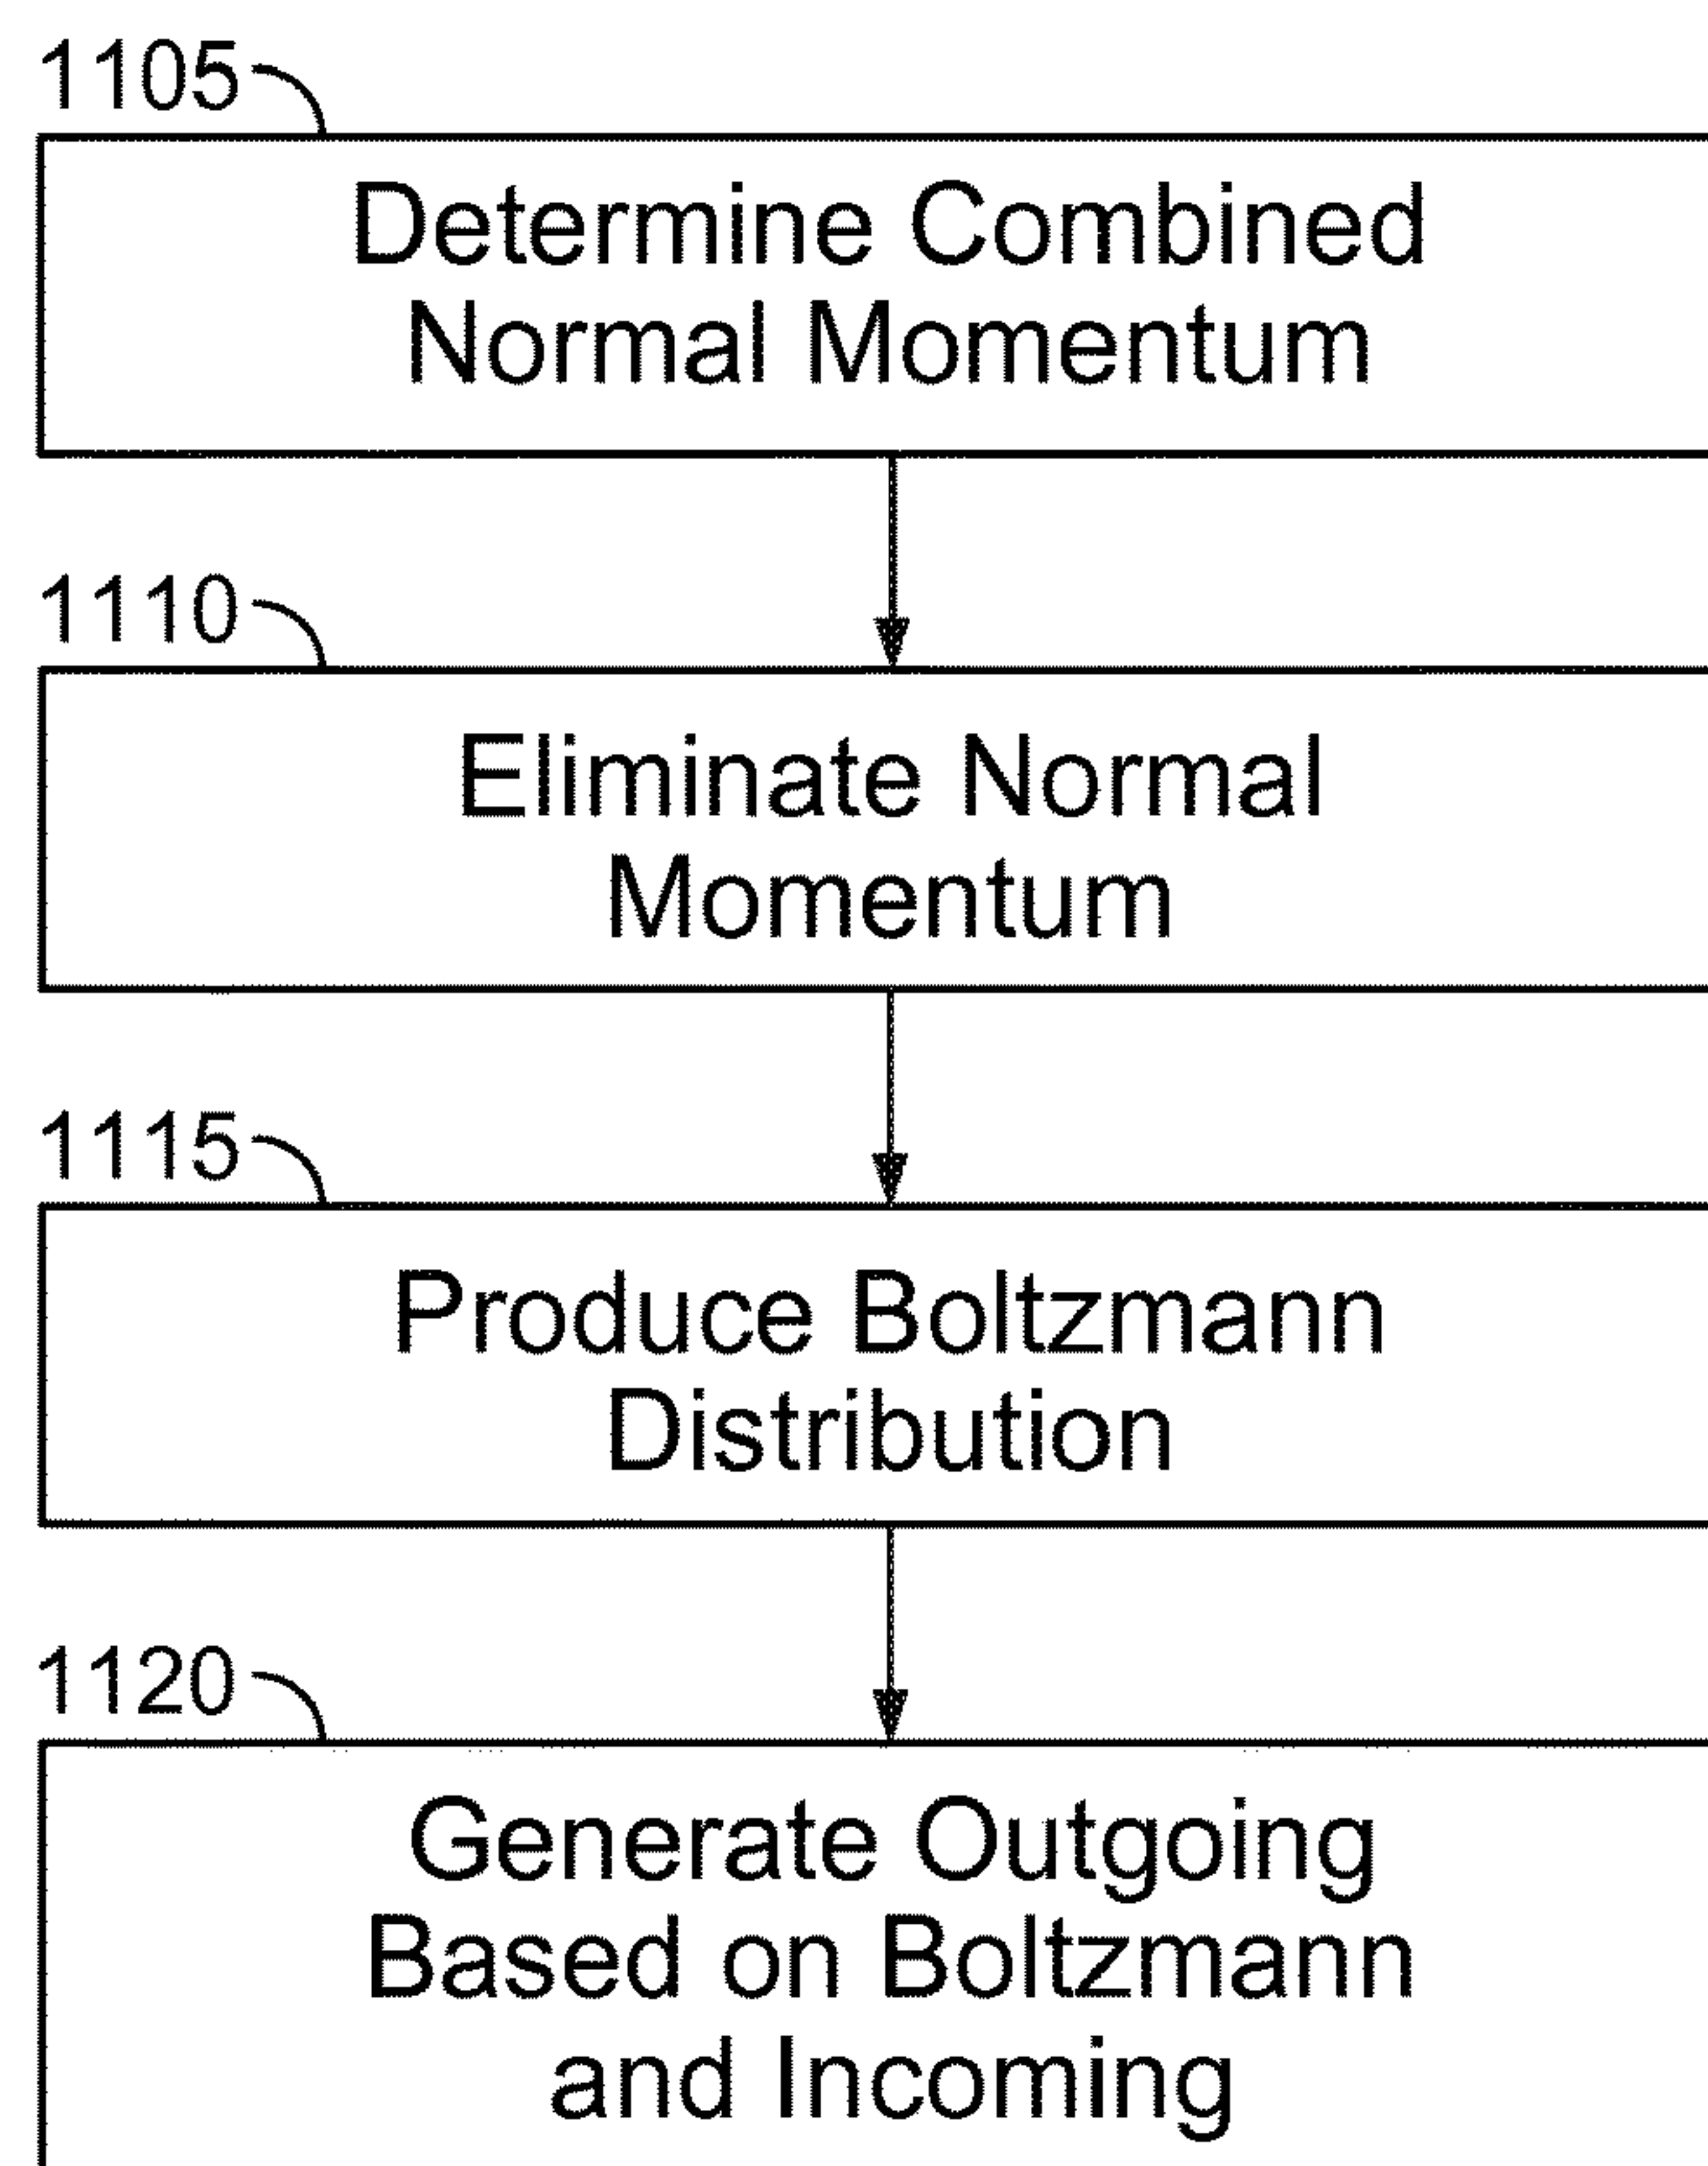 1105
Determine Combined
Normal Momentum
1110
Eliminate Normal
Momentum
1115
Produce Boltzmann
Distribution
1120
Generate Outgoing
Based on Boltzmann
and Incoming